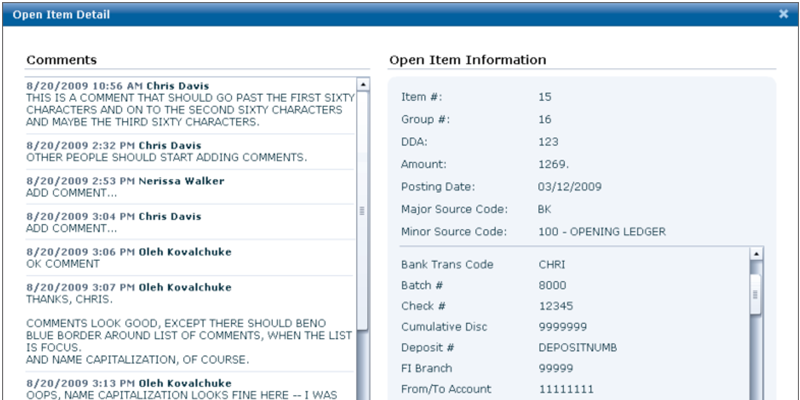 Open Item Detail
Comments
8/20/2009 10:56 AM Chris Davis
THIS IS A COMMENT THAT SHOULD GO PAST THE FIRST SIXTY
CHARACTERS AND ON TO THE SECOND SIXTY CHARACTERS
AND MAYBE THE THIRD SIXTY CHARACTERS.
8/20/2009 2:32 PM Chris Davis
OTHER PEOPLE SHOULD START ADDING COMMENTS.
8/20/2009 2:53 PM Nerissa Walker
ADD COMMENT...
8/20/2009 3:04 PM Chris Davis
ADD COMMENT...
8/20/2009 3:06 PM Oleh Kovalchuke
OK COMMENT
8/20/2009 3:07 PM Oleh Kovalchuke
THANKS, CHRIS.
COMMENTS LOOK GOOD, EXCEPT THERE SHOULD BENO
BLUE BORDER AROUND LIST OF COMMENTS, WHEN THE LIST
IS FOCUS.
AND NAME CAPITALIZATION, OF COURSE.
8/20/2009 3:13 PM Oleh Kovalchuke
OOPS, NAME CAPITALIZATION LOOKS FINE HERE -- I WAS
Open Item Information
Item #: 15
Group #: 16
DDA: 123
Amount: 1269.
Posting Date: 03/12/2009
Major Source Code: BK
Minor Source Code: 100 - OPENING LEDGER
Bank Trans Code CHRI
Batch # 8000
Check # 12345
Cumulative Disc 9999999
Deposit # DEPOSITNUMB
FI Branch 99999
From/To Account 11111111